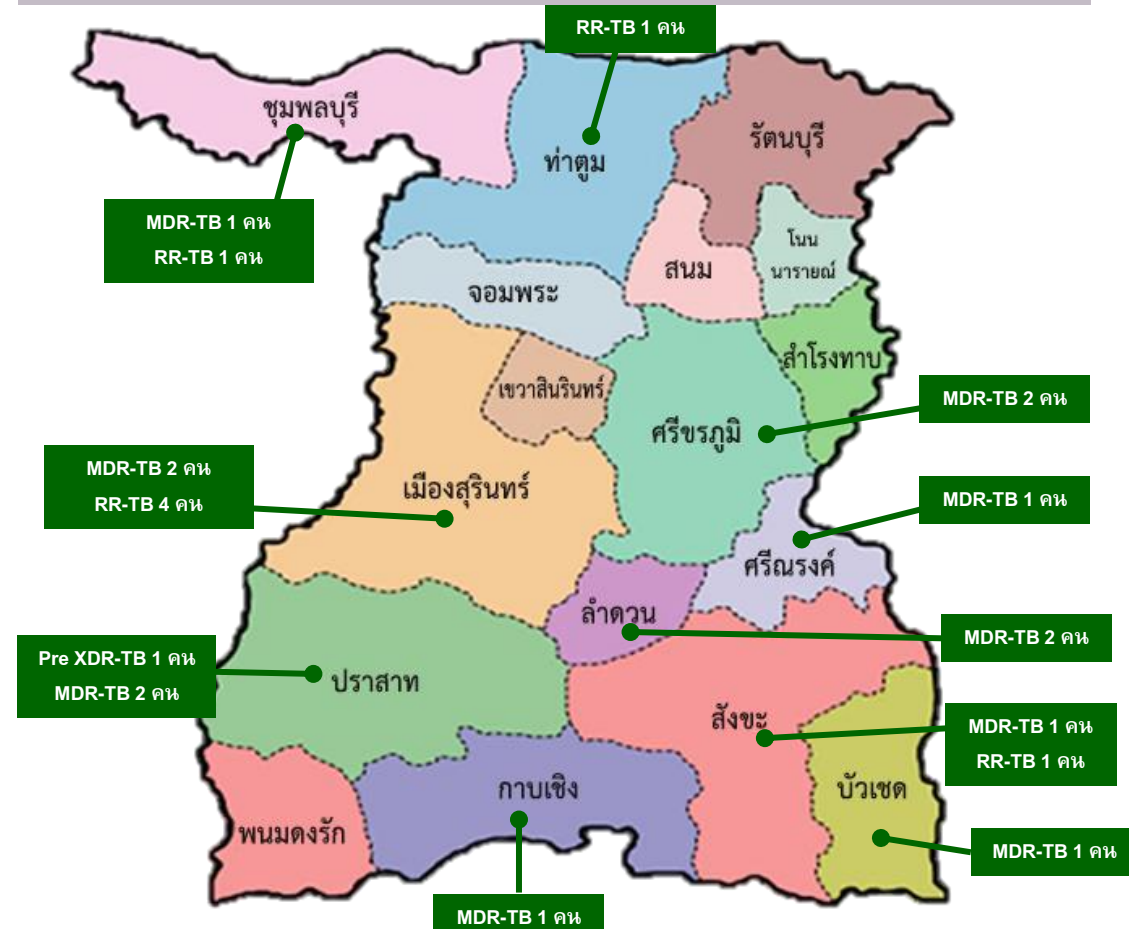 RR-TB 1 คน
ชุมพลบุรี
ท่าตูม
รัตนบุรี
MDR-TB 1 คน
RR-TB 1 คน
สนม
โนน
นารายณ์
จอมพระ
สำโรงทาบ
เขวาสินรินทร์
MDR-TB 2 คน
ศรีขรภูมิ
MDR-TB 2 คน
RR-TB 4 คน
เมืองสุรินทร์
MDR-TB 1 คน
ศรีณรงค์
ลำดวน
MDR-TB 2 คน
Pre XDR-TB 1 คน
MDR-TB 2 คน
ปราสาท
สังขะ
MDR-TB 1 คน
RR-TB 1 คน
กาบเชิง
บัวเชด
พนมดงรัก
MDR-TB 1 คน
MDR-TB 1 คน